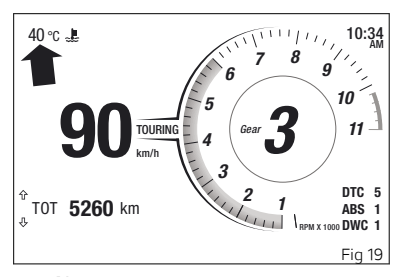 40 °C
10:34
AM
7
8
6
9
5
10
11
90
TOURING
km/h
4
Gear
3
3
2
1
TOT 5260 km
DTC 5
ABS 1
RPM X 1000 DWC 1
Fig 19